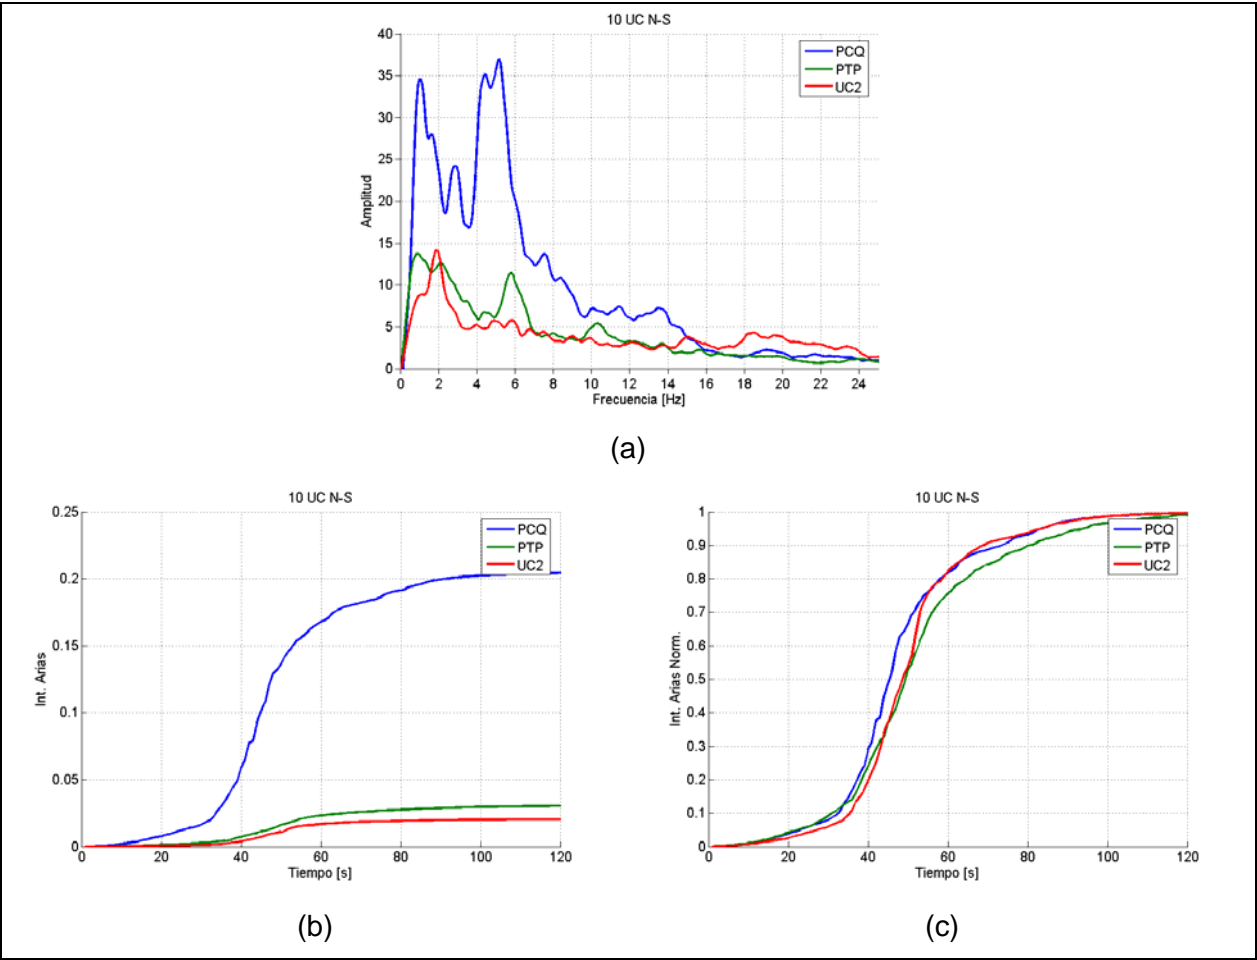 10 UC N-S
40
35
30
25
20
15
10
5
0
Amplitud
PCQ
PTP
UC2
0 2 4 6 8 10 12 14 16 18 20 22 24
Frecuencia [Hz]
(a)
10 UC N-S
0.25
0.2
0.15
0.1
0.05
0
Int. Arias
PCQ
PTP
UC2
0 20 40 60 80 100 120
Tiempo [s]
(b)
10 UC N-S
1
0.9
0.8
0.7
0.6
0.5
0.4
0.3
0.2
0.1
0
Int. Arias Norm.
PCQ
PTP
UC2
0 20 40 60 80 100 120
Tiempo [s]
(c)